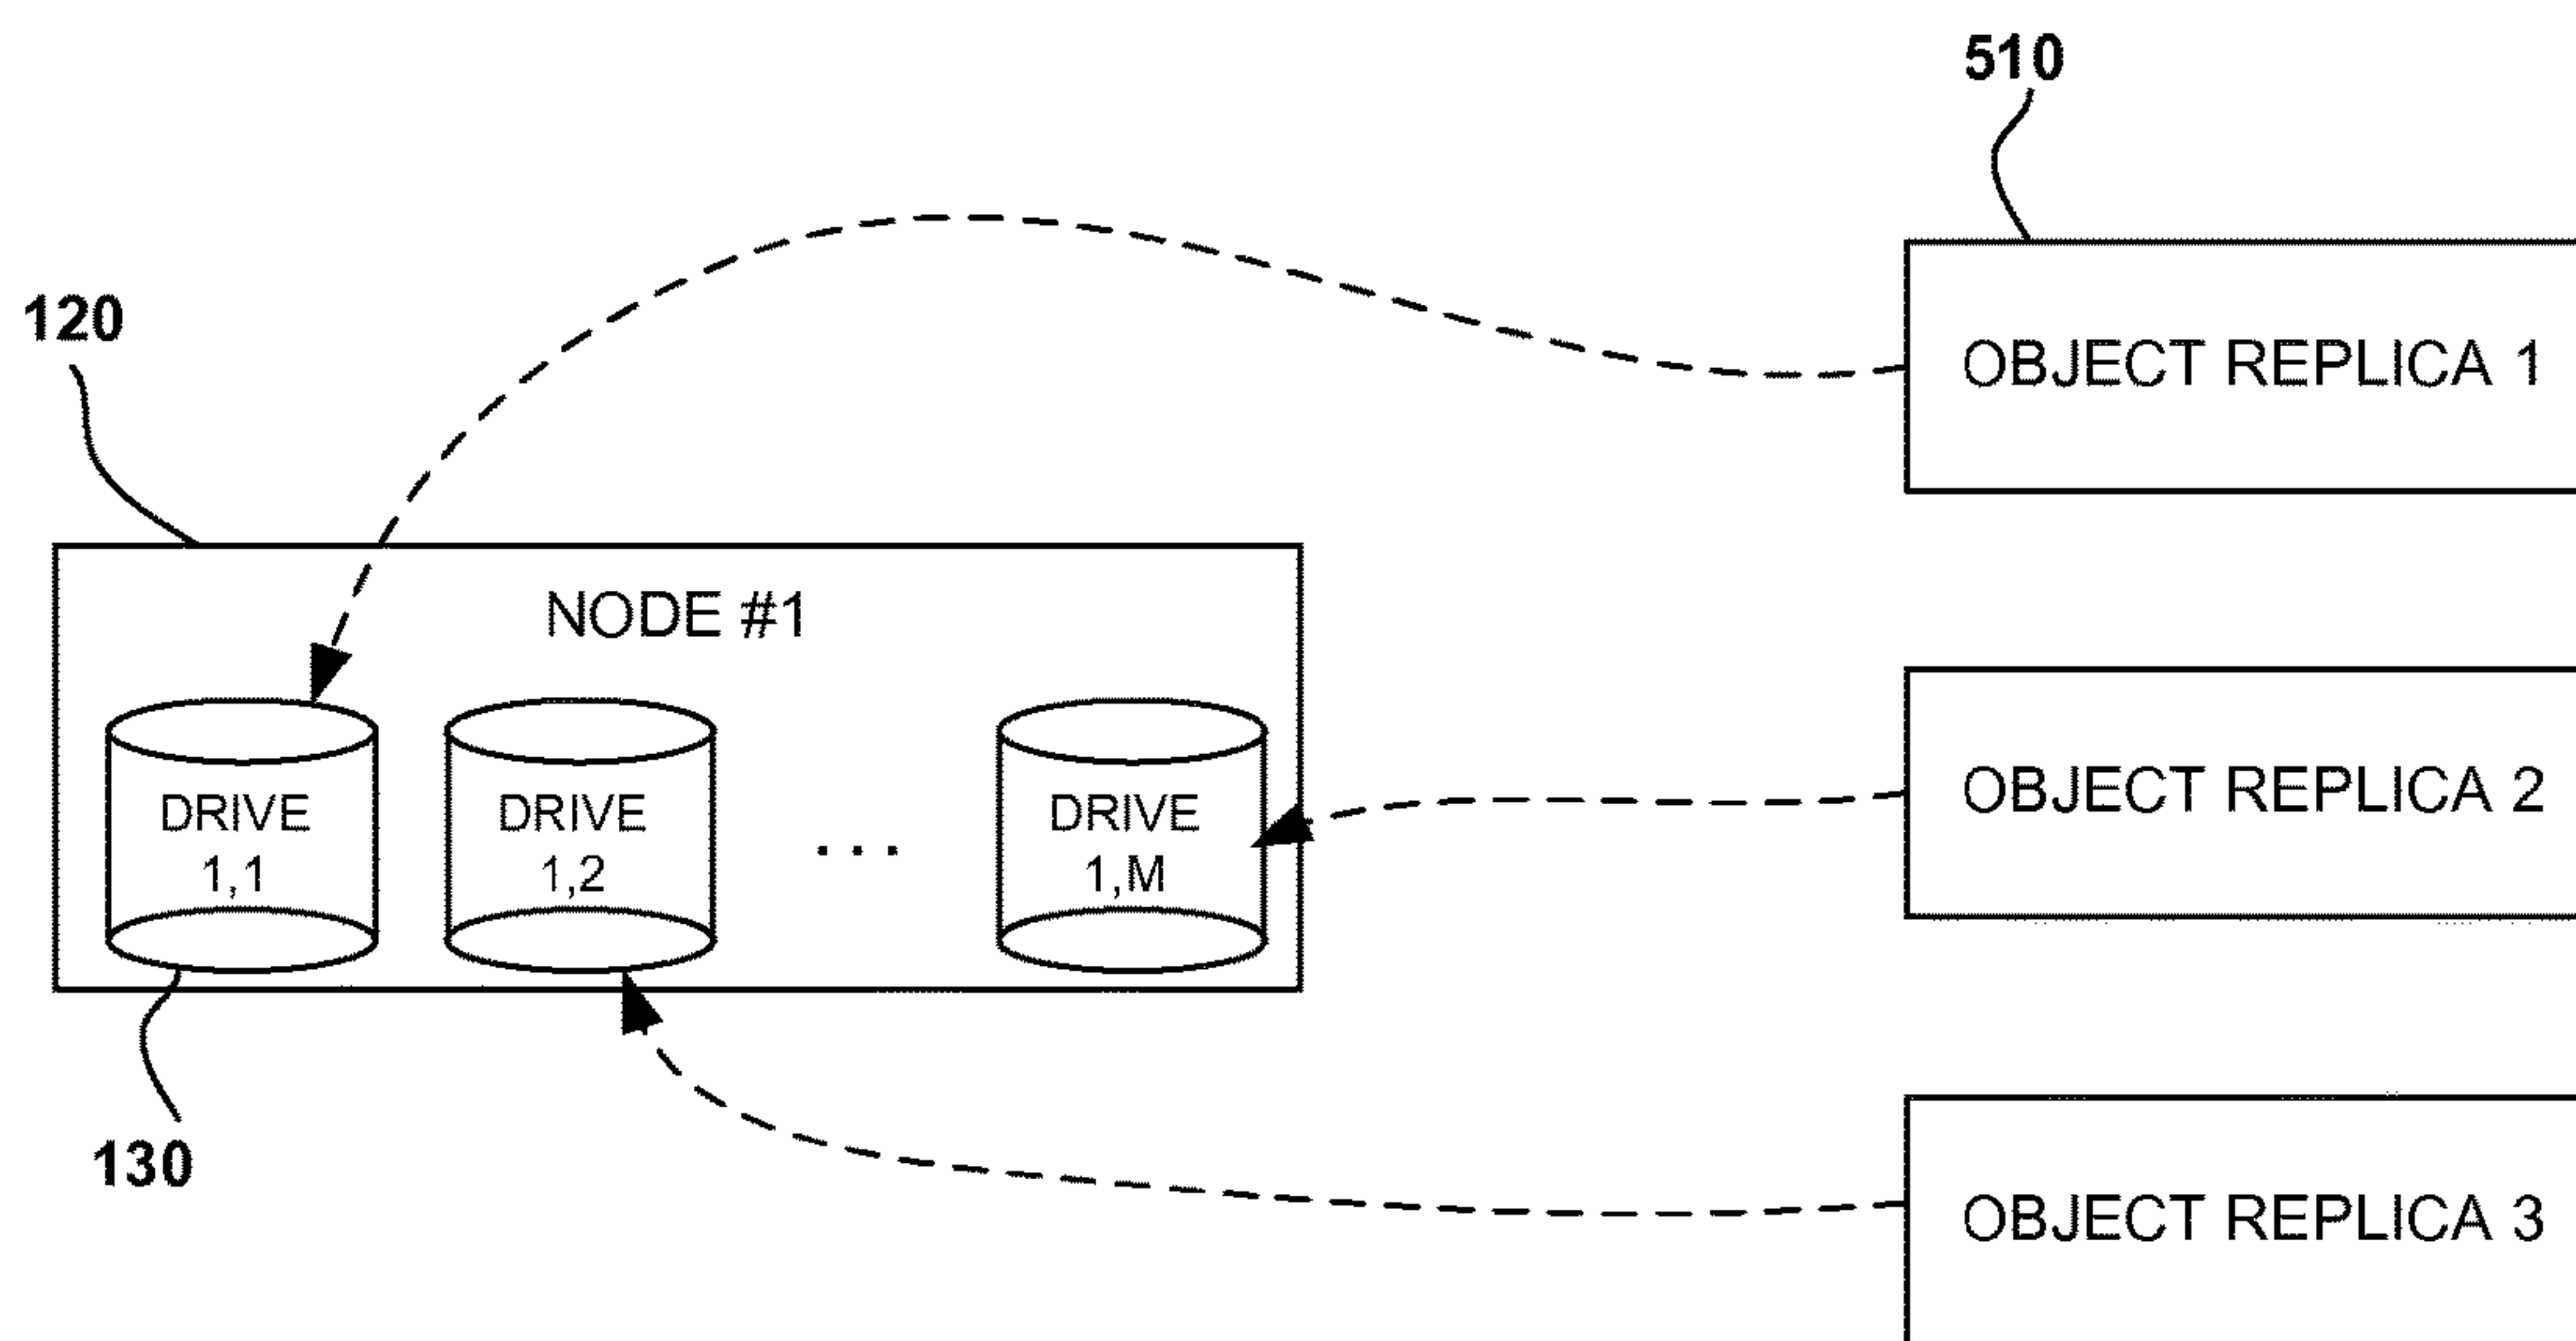 510
120
OBJECT REPLICA 1
NODE #1
OBJECT REPLICA 2
DRIVE
1,1
DRIVE
1,2
...
DRIVE
1,M
130
OBJECT REPLICA 3